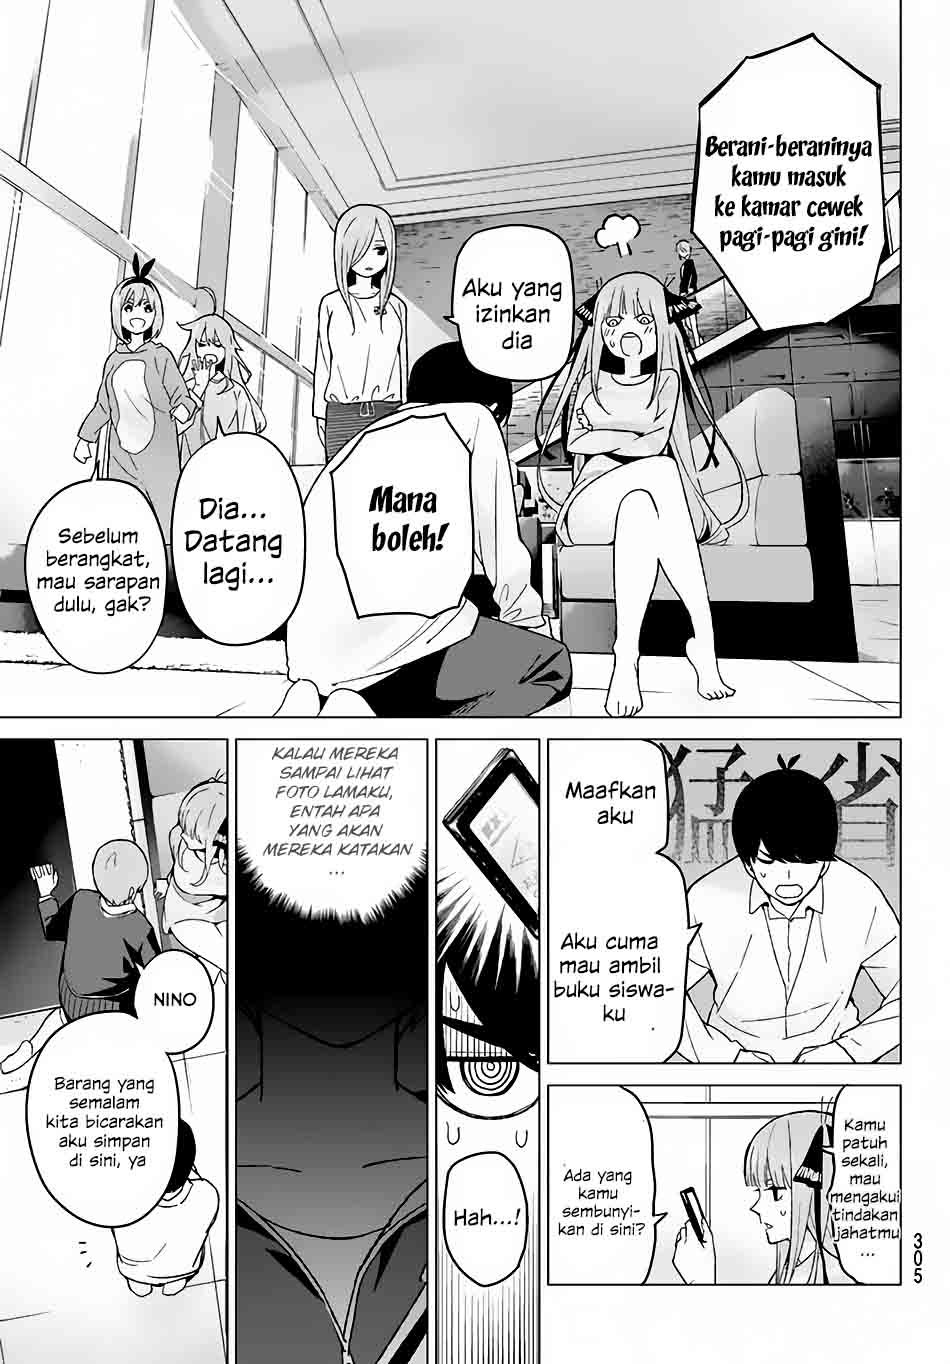 Berani-beraninya
kamu masuk
ke kamar cewek
pagi-pagi gini!
Aku yang
izinkan
dia
Mana
boleh!
Dia...
Datang
lagi...
Sebelum
berangkat,
mau sarapan
dulu, gak?
猛省
Maafkan
aku
Aku cuma
mau ambil
buku siswa-
ku
Kamu
patuh
sekali,
mau
mengakui
tindakan
jahatmu
...
Ada yang
kamu
sembunyi-
kan di sini?
Hah...!
KALAU MEREKA
SAMPAI LIHAT
FOTO LAMAKU,
ENTAH APA
YANG AKAN
MEREKA KATAKAN
...
NINO
Barang yang
semalam
kita bicarakan
aku simpan
di sini, ya
305